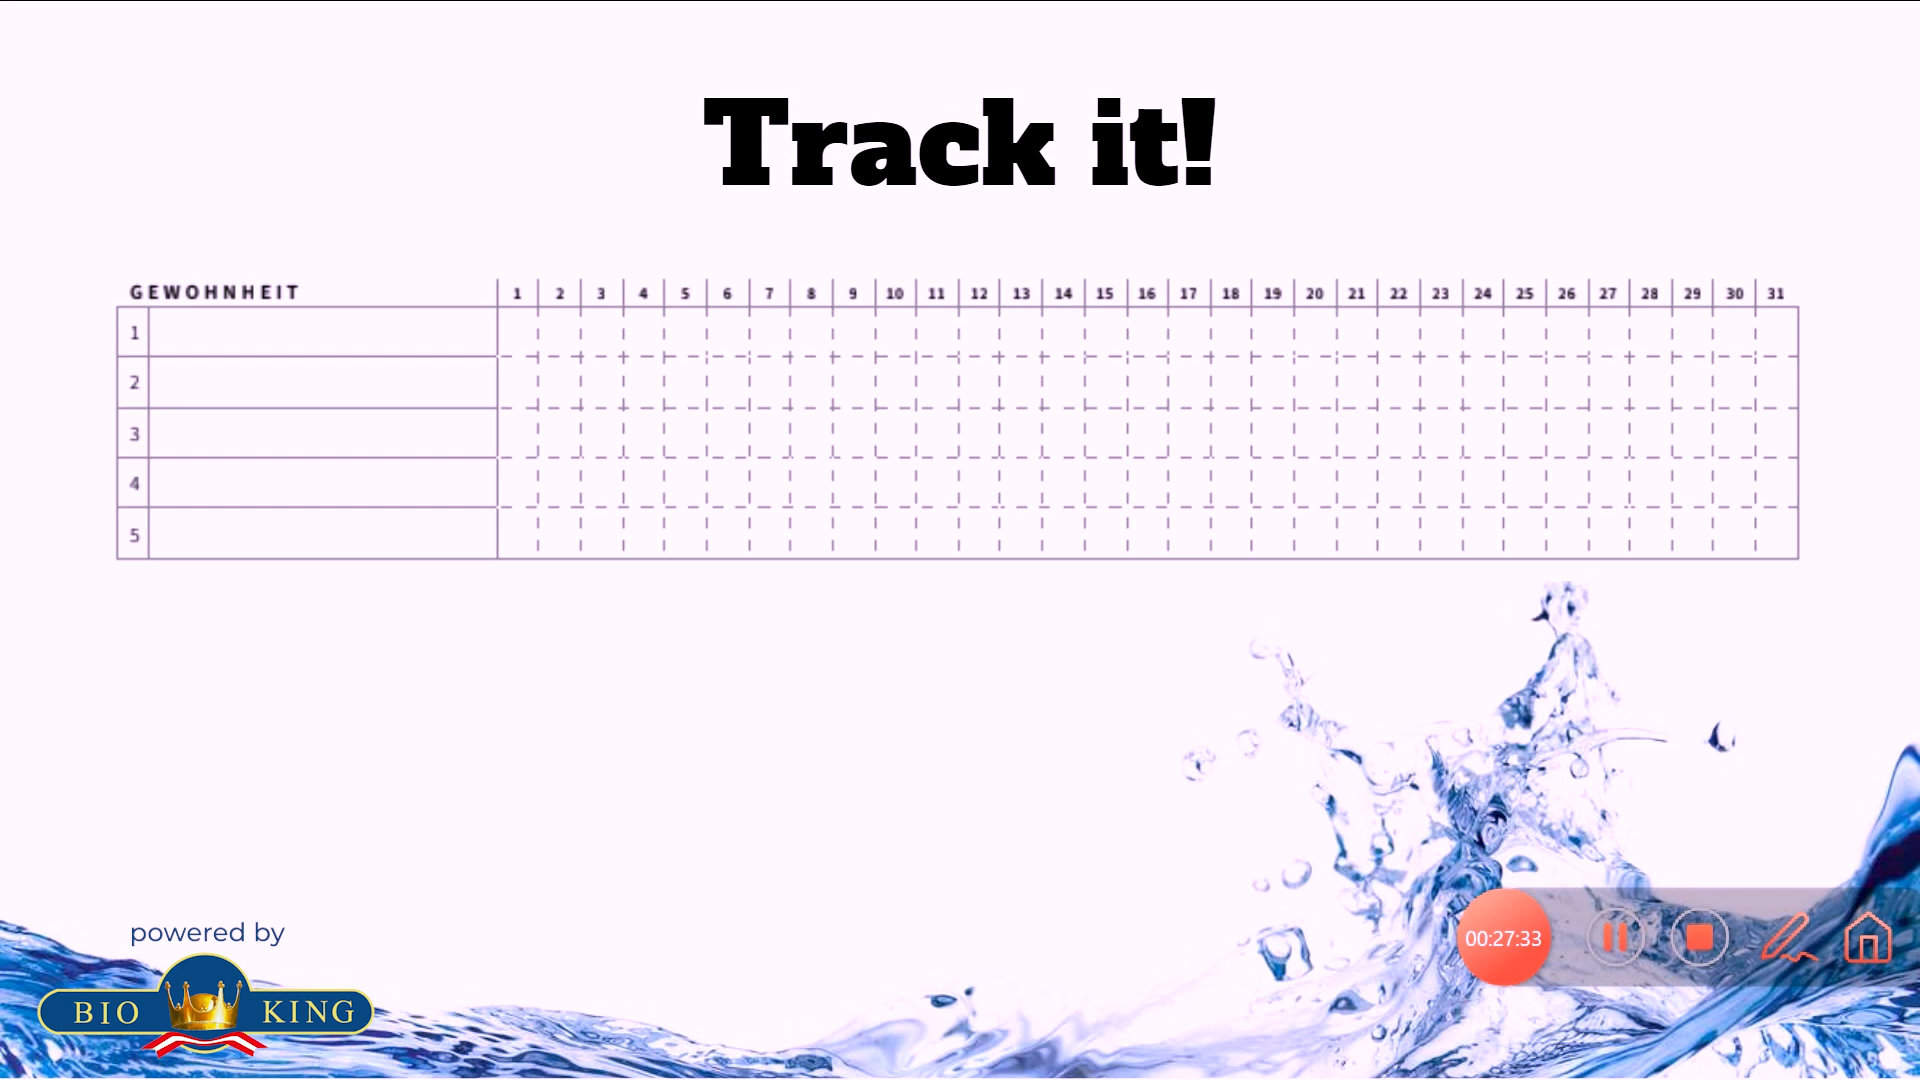 Track it!
GEWOHNHEIT 1 2 3 4 5 6 7 8 9 10 11 12 13 14 15 16 17 18 19 20 21 22 23 24 25 26 27 28 29 30 31
1
2
3
4
5
powered by
BIO KING
00:27:33